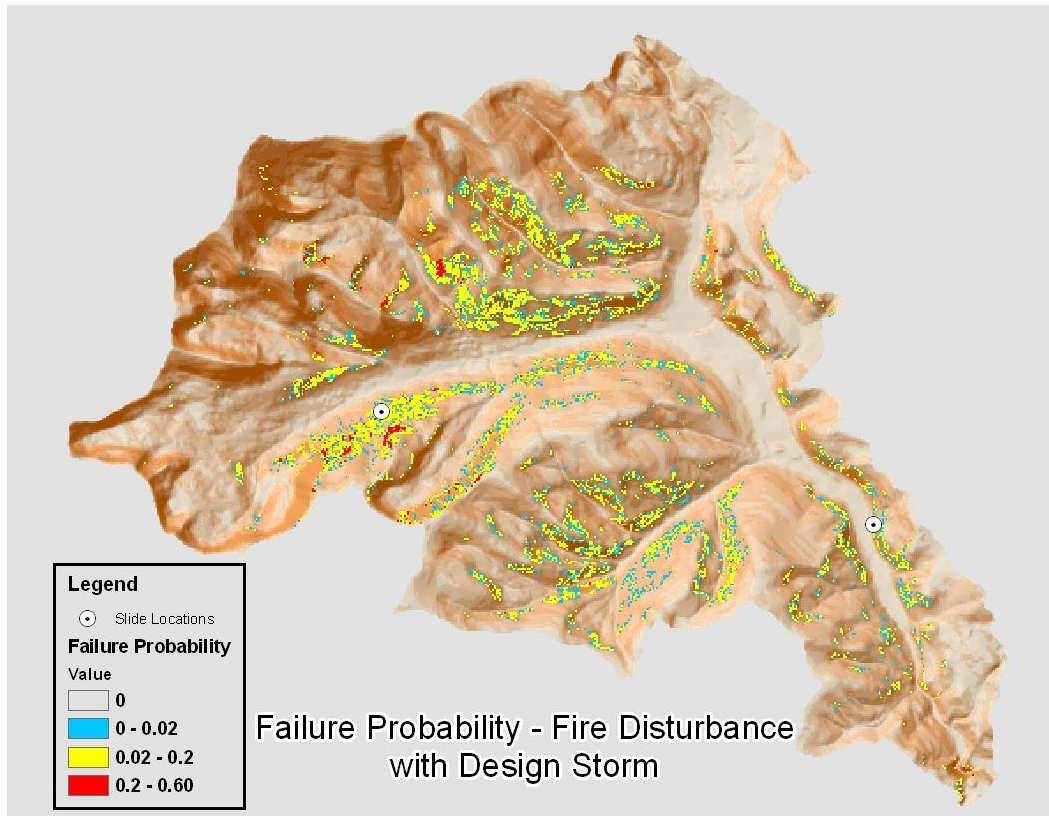 Legend
Slide Locations
Failure Probability
Value
0
0 - 0.02
0.02 - 0.2
0.2 - 0.60
Failure Probability - Fire Disturbance
with Design Storm